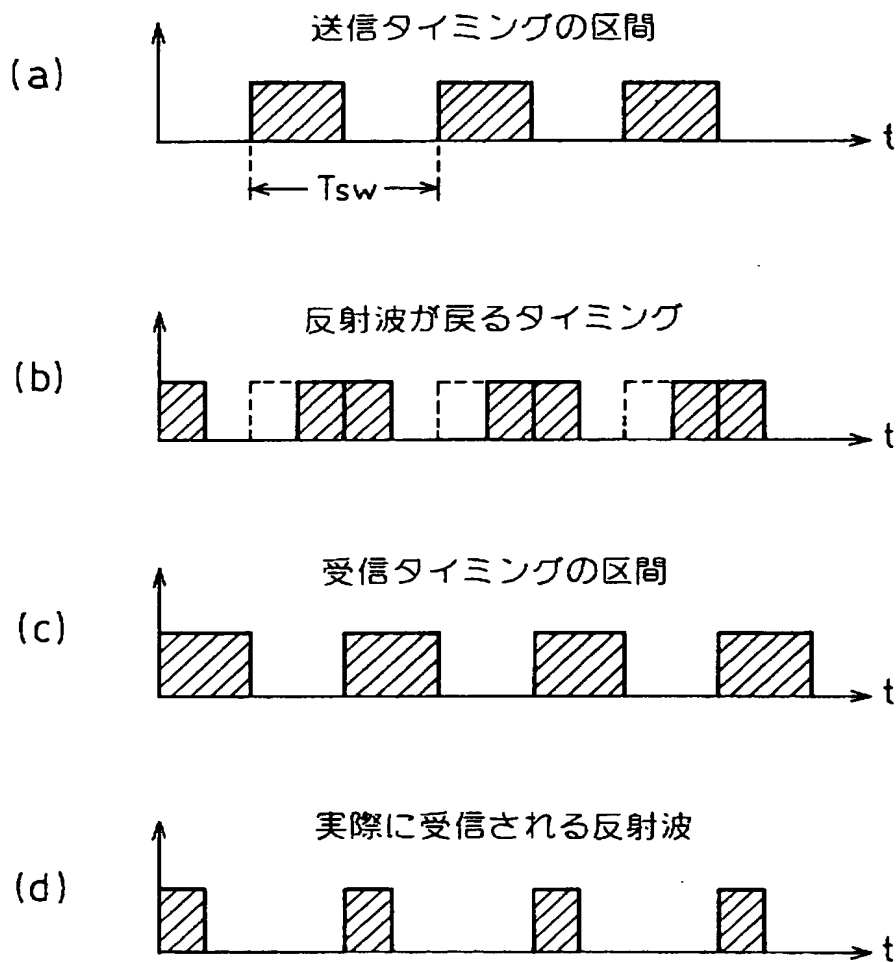 送信タイミングの区間
(a)
t
Tsw
反射波が戻るタイミング
(b)
t
受信タイミングの区間
(c)
t
実際に受信される反射波
(d)
t